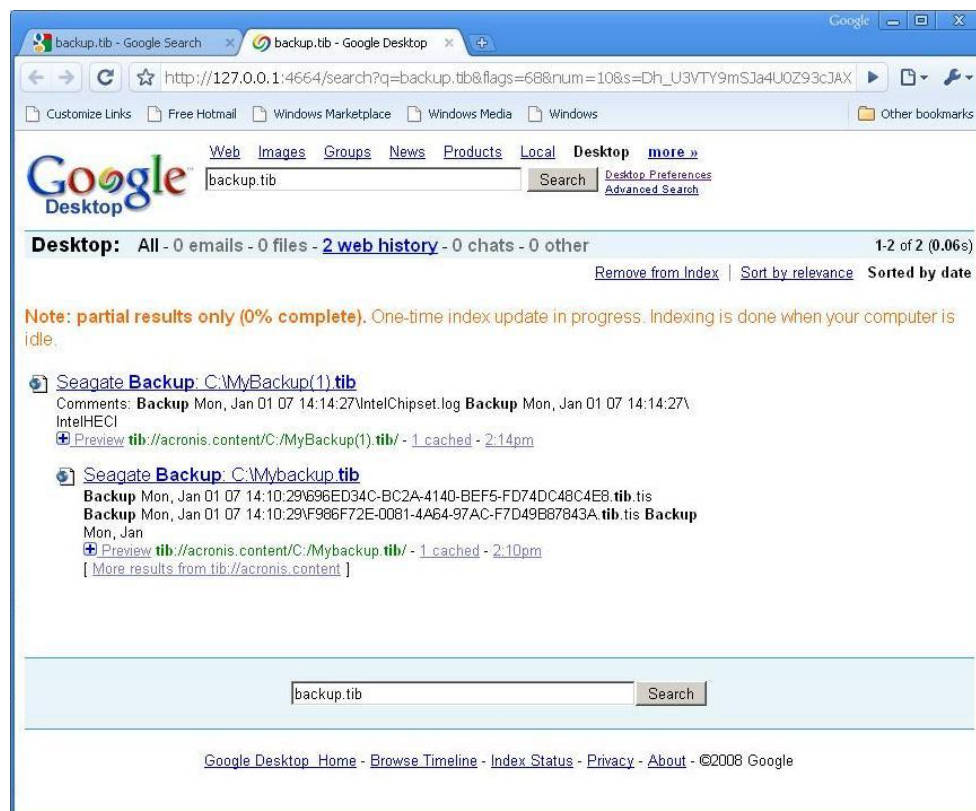 Google
backup.tib - Google Search
backup.tib - Google Desktop
http://127.0.0.1:4664/search?q=backup.tib&flags=68&num=10&s=Dh_U3VTY9mSJa4U0Z93cJAX
Customize Links Free Hotmail Windows Marketplace Windows Media Windows Other bookmarks
Web Images Groups News Products Local Desktop more »
Google Desktop
backup.tib Search Desktop Preferences
Advanced Search
Desktop: All - 0 emails - 0 files - 2 web history - 0 chats - 0 other 1-2 of 2 (0.06s)
Remove from Index | Sort by relevance Sorted by date
Note: partial results only (0% complete). One-time index update in progress. Indexing is done when your computer is
idle.
Seagate Backup: C:\MyBackup(1).tib
Comments: Backup Mon, Jan 01 07 14:14:27\IntelChipset.log Backup Mon, Jan 01 07 14:14:27\
IntelHECI
Preview tib://acronis.content/C:/MyBackup(1).tib/ - 1 cached - 2:14pm
Seagate Backup: C:\Mybackup.tib
Backup Mon, Jan 01 07 14:10:29\696ED34C-BC2A-4140-BEF5-FD74DC48C4E8.tib.tis
Backup Mon, Jan 01 07 14:10:29\F986F72E-0081-4A64-97AC-F7D49B87843A.tib.tis Backup
Mon, Jan
Preview tib://acronis.content/C:/Mybackup.tib/ - 1 cached - 2:10pm
[ More results from tib://acronis.content ]
backup.tib Search
Google Desktop Home - Browse Timeline - Index Status - Privacy - About - ©2008 Google